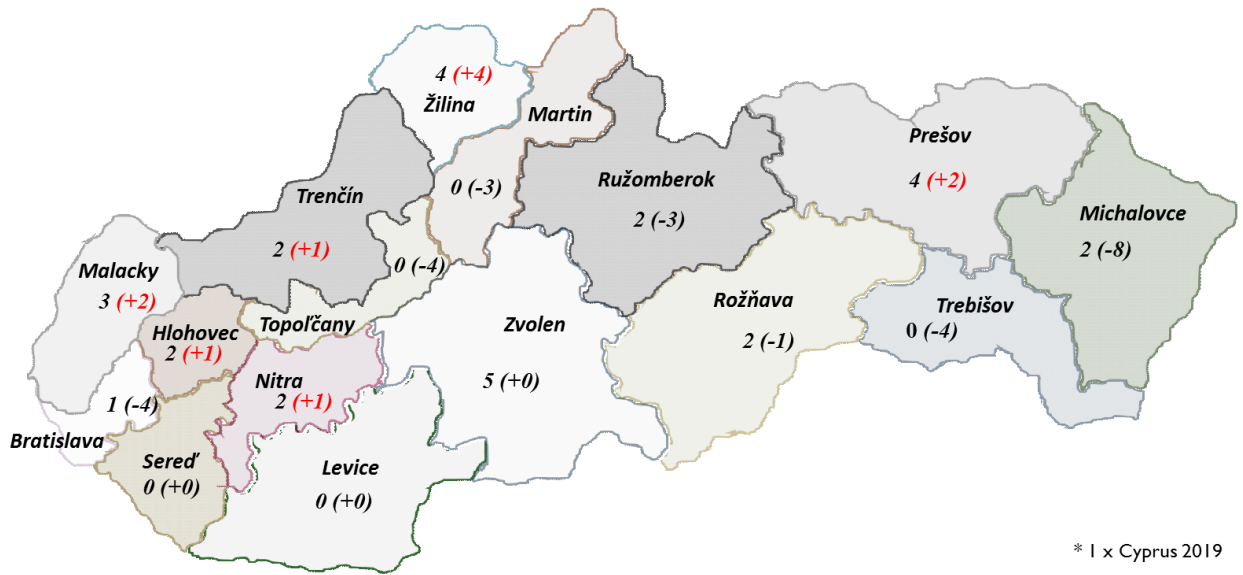 4 (+4)
Žilina
Martin
0 (-3)
Ružomberok
2 (-3)
Prešov
4 (+2)
Michalovce
2 (-8)
Trenčín
2 (+1)
0 (-4)
Topoľčany
Malacky
3 (+2)
Hlohovec
2 (+1)
Nitra
2 (+1)
Zvolen
5 (+0)
Rožňava
2 (-1)
Trebišov
0 (-4)
1 (-4)
Bratislava
Sereď
0 (+0)
Levice
0 (+0)
* 1 x Cyprus 2019